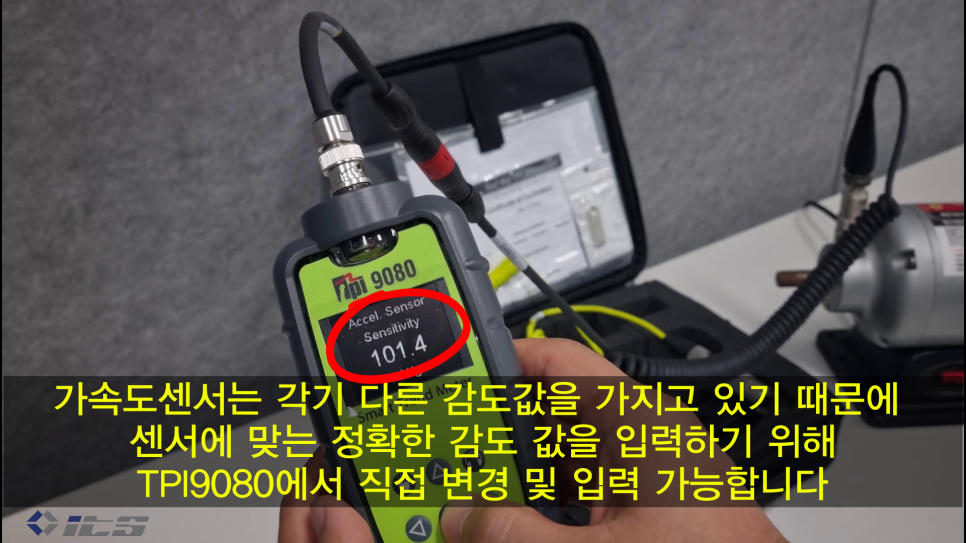 tpi 9080
Accel. Sensor
Sensitivity
101.4
가속도센서는 각기 다른 감도값을 가지고 있기 때문에
센서에 맞는 정확한 감도 값을 입력하기 위해
TPI9080에서 직접 변경 및 입력 가능합니다
its